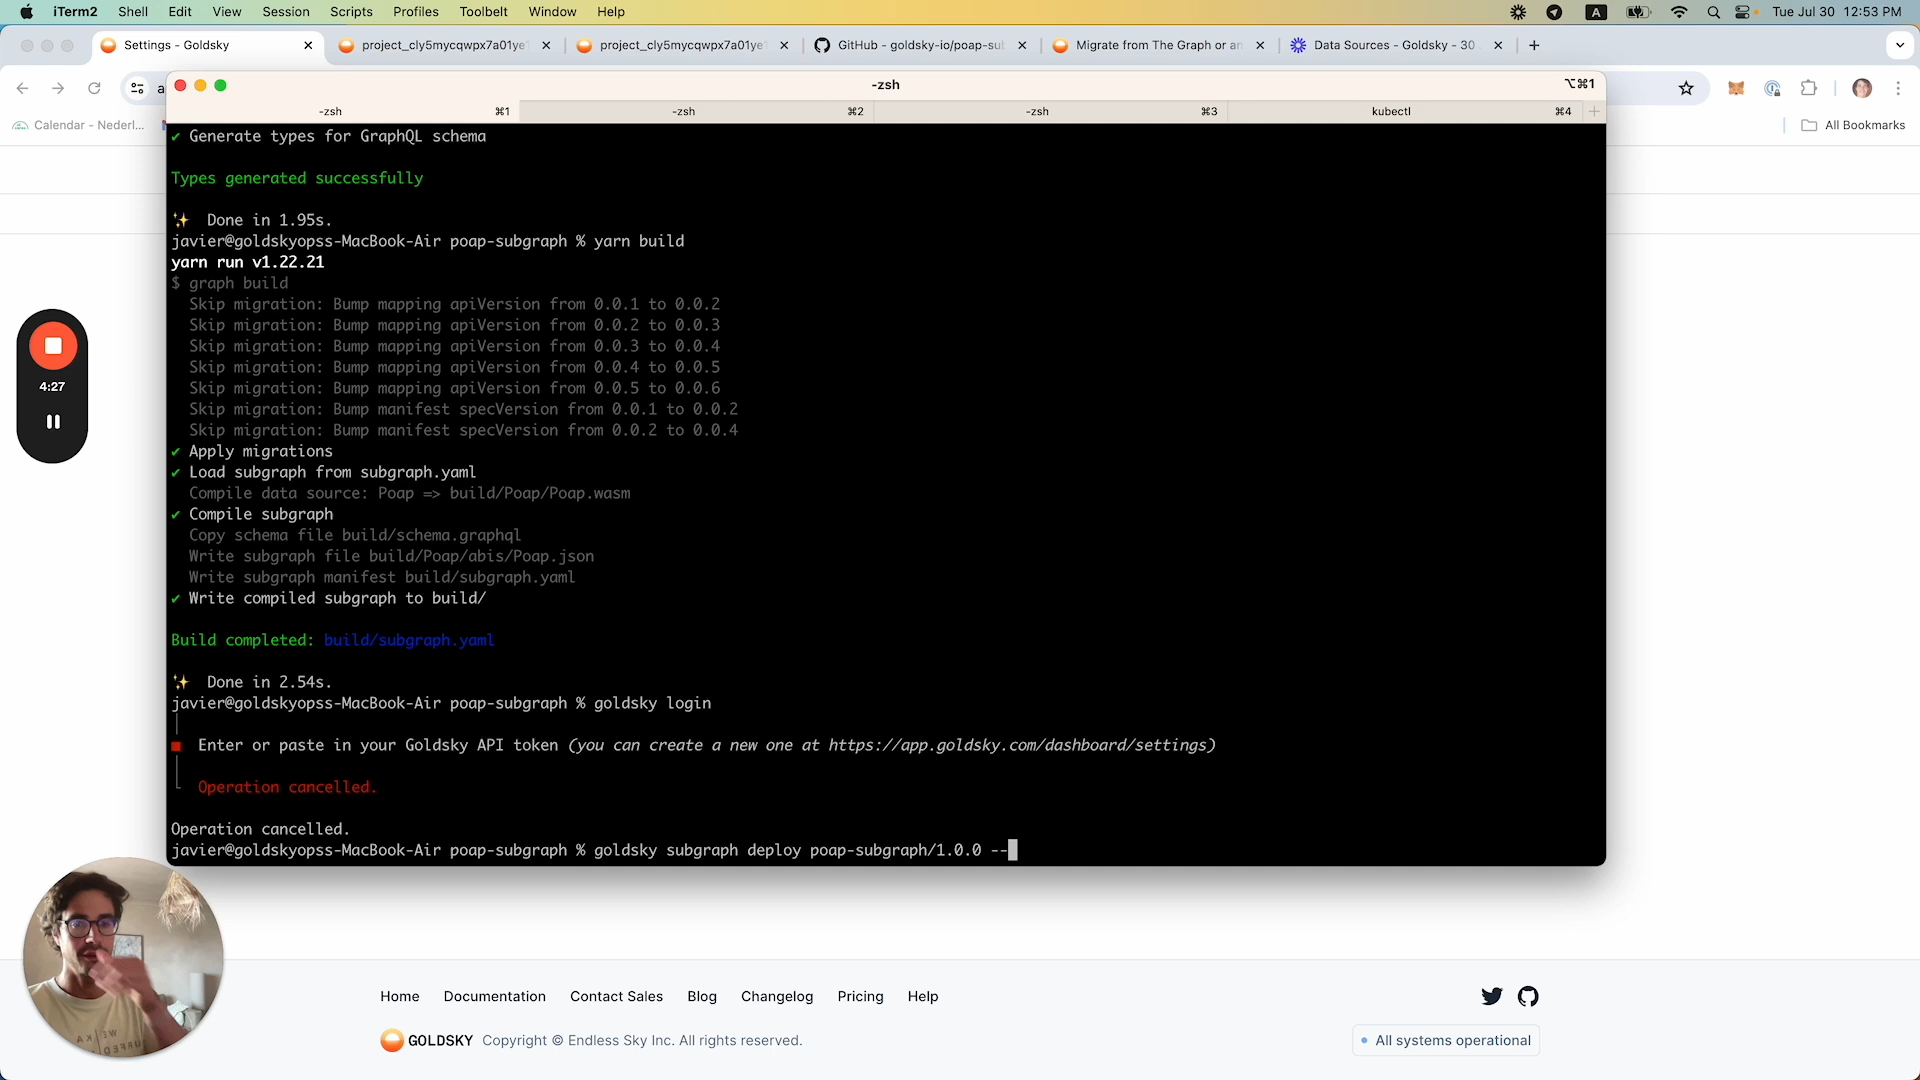 iTerm2 Shell Edit View Session Scripts Profiles Toolbelt Window Help A Tue Jul 30 12:53 PM
Settings - Goldsky project_cly5mycqwpx7a01ye project_cly5mycqwpx7a01ye GitHub - goldsky-io/poap-su Migrate from The Graph or an Data Sources - Goldsky - 30
-zsh ⌥⌘1
-zsh ⌘1 -zsh ⌘2 -zsh ⌘3 kubectl ⌘4
Calendar - Nederl... All Bookmarks
✔ Generate types for GraphQL schema
Types generated successfully
✨ Done in 1.95s.
javier@goldskyopss-MacBook-Air poap-subgraph % yarn build
yarn run v1.22.21
$ graph build
Skip migration: Bump mapping apiVersion from 0.0.1 to 0.0.2
Skip migration: Bump mapping apiVersion from 0.0.2 to 0.0.3
Skip migration: Bump mapping apiVersion from 0.0.3 to 0.0.4
Skip migration: Bump mapping apiVersion from 0.0.4 to 0.0.5
Skip migration: Bump mapping apiVersion from 0.0.5 to 0.0.6
Skip migration: Bump manifest specVersion from 0.0.1 to 0.0.2
Skip migration: Bump manifest specVersion from 0.0.2 to 0.0.4
✔ Apply migrations
✔ Load subgraph from subgraph.yaml
Compile data source: Poap => build/Poap/Poap.wasm
✔ Compile subgraph
Copy schema file build/schema.graphql
Write subgraph file build/Poap/abis/Poap.json
Write subgraph manifest build/subgraph.yaml
✔ Write compiled subgraph to build/
Build completed: build/subgraph.yaml
✨ Done in 2.54s.
javier@goldskyopss-MacBook-Air poap-subgraph % goldsky login
Enter or paste in your Goldsky API token (you can create a new one at https://app.goldsky.com/dashboard/settings)
Operation cancelled.
Operation cancelled.
javier@goldskyopss-MacBook-Air poap-subgraph % goldsky subgraph deploy poap-subgraph/1.0.0 --
4:27
Home Documentation Contact Sales Blog Changelog Pricing Help
GOLDSKY Copyright © Endless Sky Inc. All rights reserved. All systems operational